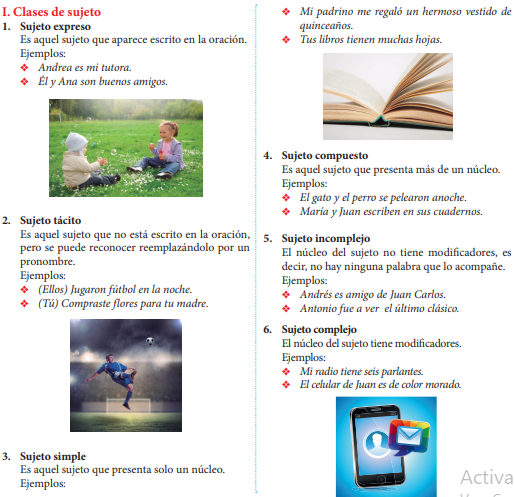 I. Clases de sujeto
1. Sujeto expreso
Es aquel sujeto que aparece escrito en la oración.
Ejemplos:
❖ Andrea es mi tutora.
❖ Él y Ana son buenos amigos.
2. Sujeto tácito
Es aquel sujeto que no está escrito en la oración,
pero se puede reconocer reemplazándolo por un
pronombre.
Ejemplos:
❖ (Ellos) Jugaron fútbol en la noche.
❖ (Tú) Compraste flores para tu madre.
3. Sujeto simple
Es aquel sujeto que presenta solo un núcleo.
Ejemplos:
❖ Mi padrino me regaló un hermoso vestido de
quinceaños.
❖ Tus libros tienen muchas hojas.
4. Sujeto compuesto
Es aquel sujeto que presenta más de un núcleo.
Ejemplos:
❖ El gato y el perro se pelearon anoche.
❖ María y Juan escriben en sus cuadernos.
5. Sujeto incomplejo
El núcleo del sujeto no tiene modificadores, es
decir, no hay ninguna palabra que lo acompañe.
Ejemplos:
❖ Andrés es amigo de Juan Carlos.
❖ Antonio fue a ver el último clásico.
6. Sujeto complejo
El núcleo del sujeto tiene modificadores.
Ejemplos:
❖ Mi radio tiene seis parlantes.
❖ El celular de Juan es de color morado.
Activa